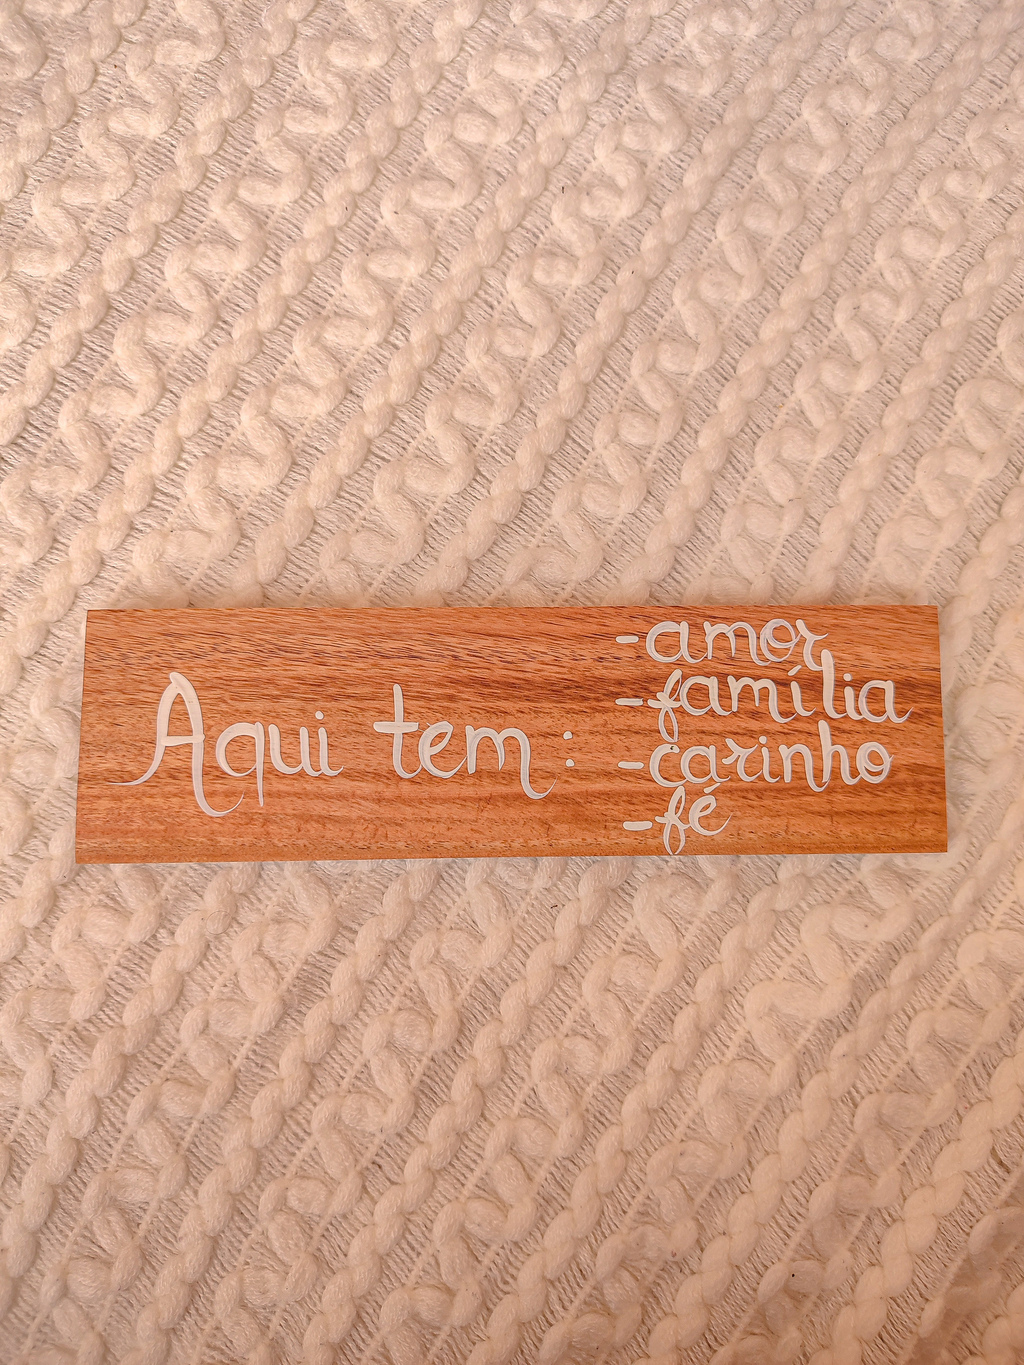 Aqui tem :
-amor
-família
-carinho
-fé